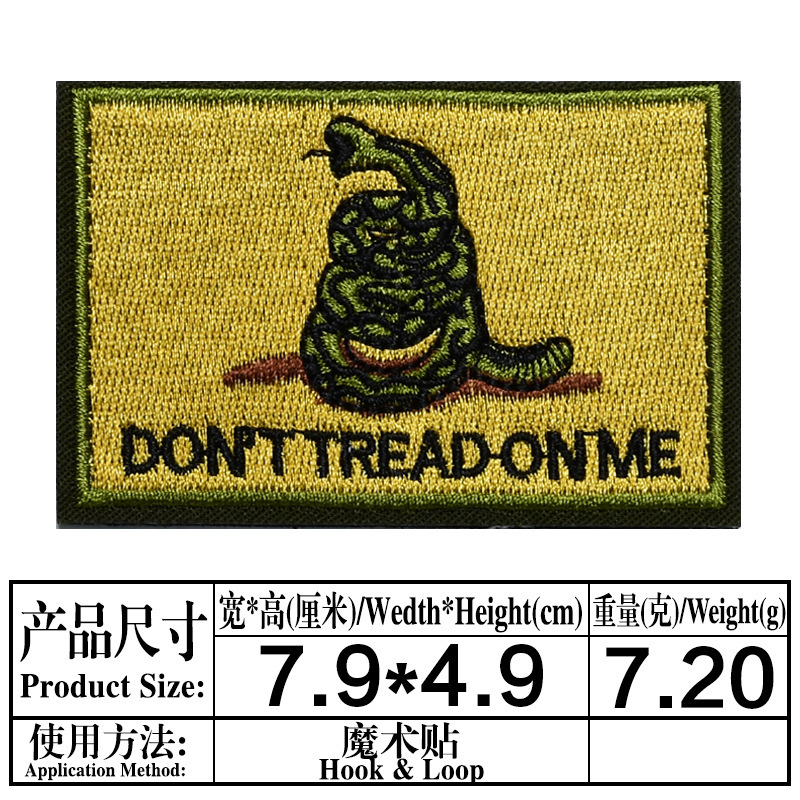 DON'T TREAD ON ME
产品尺寸
Product Size:
宽*高(厘米)/Wedth*Height(cm)
重量(克)/Weight(g)
7.9*4.9
7.20
使用方法:
Application Method:
魔术贴
Hook & Loop